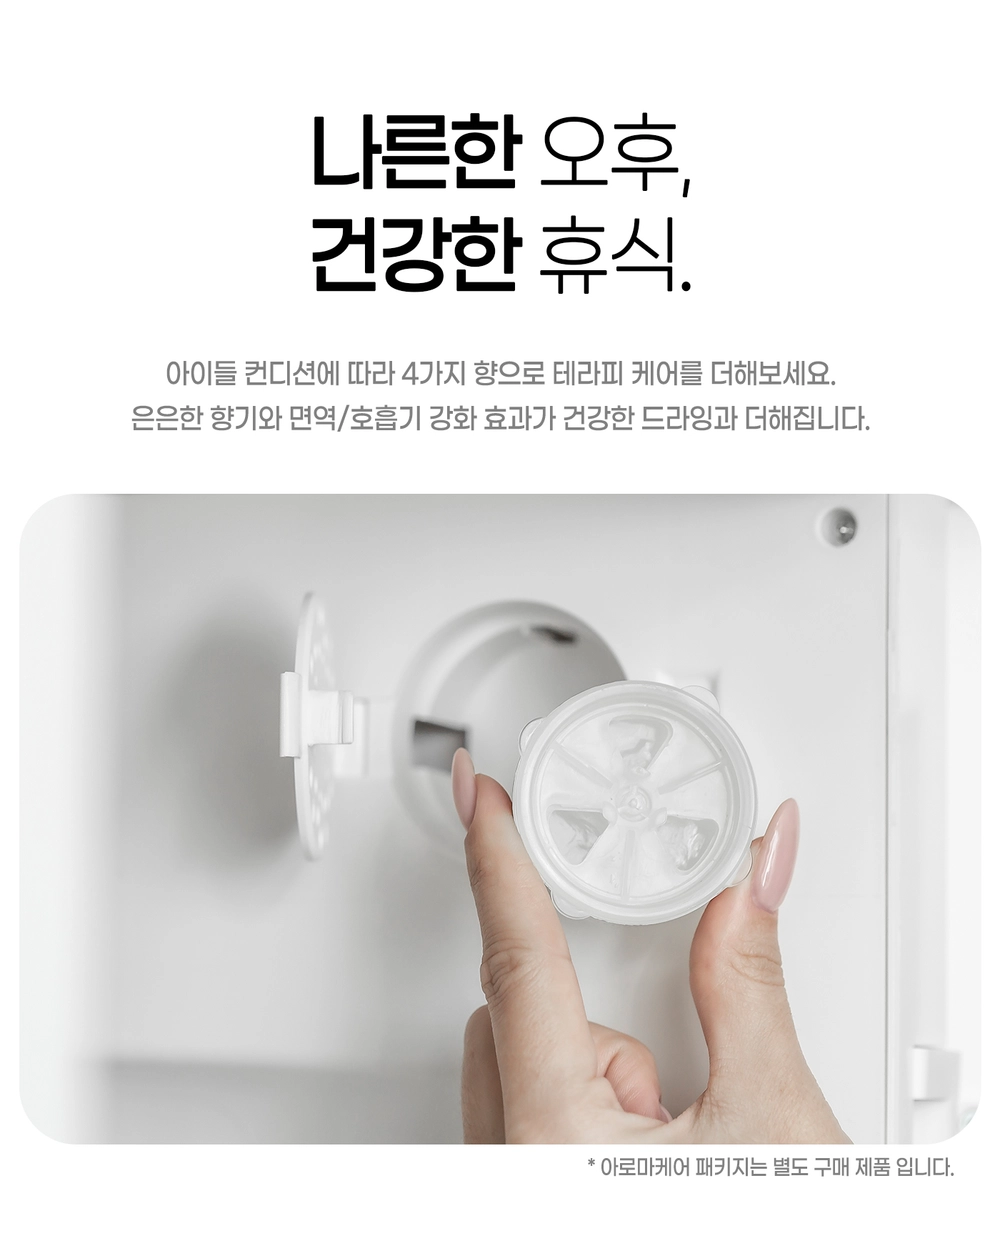 나른한 오후,
건강한 휴식.
아이들 컨디션에 따라 4가지 향으로 테라피 케어를 더해보세요.
은은한 향기와 면역/호흡기 강화 효과가 건강한 드라잉과 더해집니다.
* 아로마케어 패키지는 별도 구매 제품 입니다.